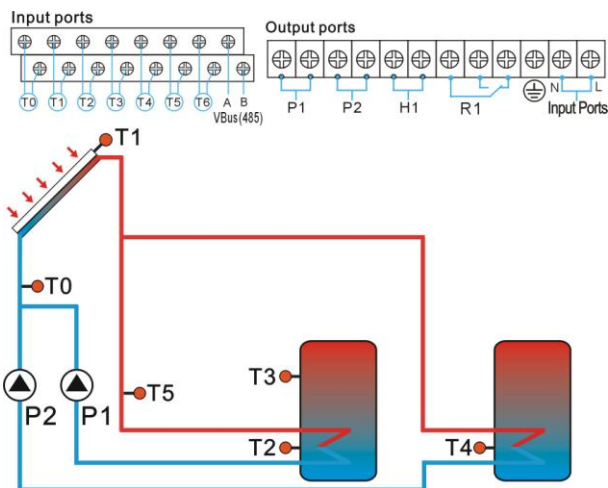 Input ports
T0 T1 T2 T3 T4 T5 T6 A B
VBus(485)
Output ports
P1 P2 H1 R1 N L
Input Ports
T1
T0
T3
T5
P2 P1
T2
T4